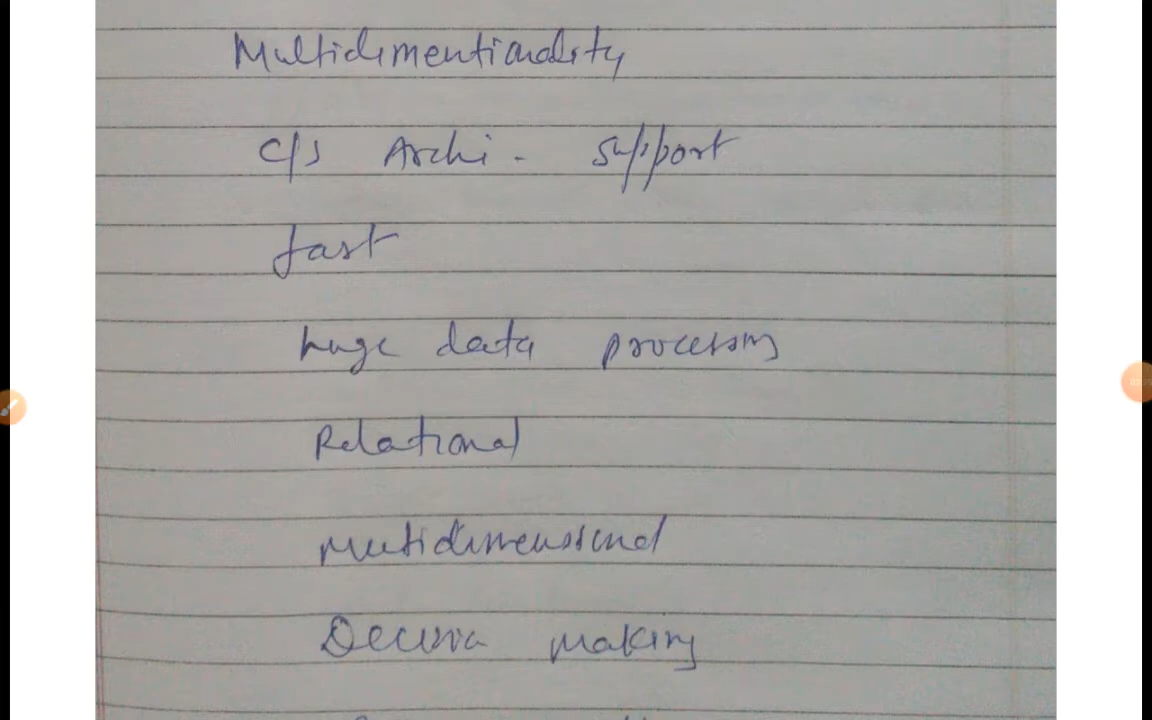 Multidimentionality
C/S Archi. Support
fast
huge data processing
Relational
Multidimensional
Decision making